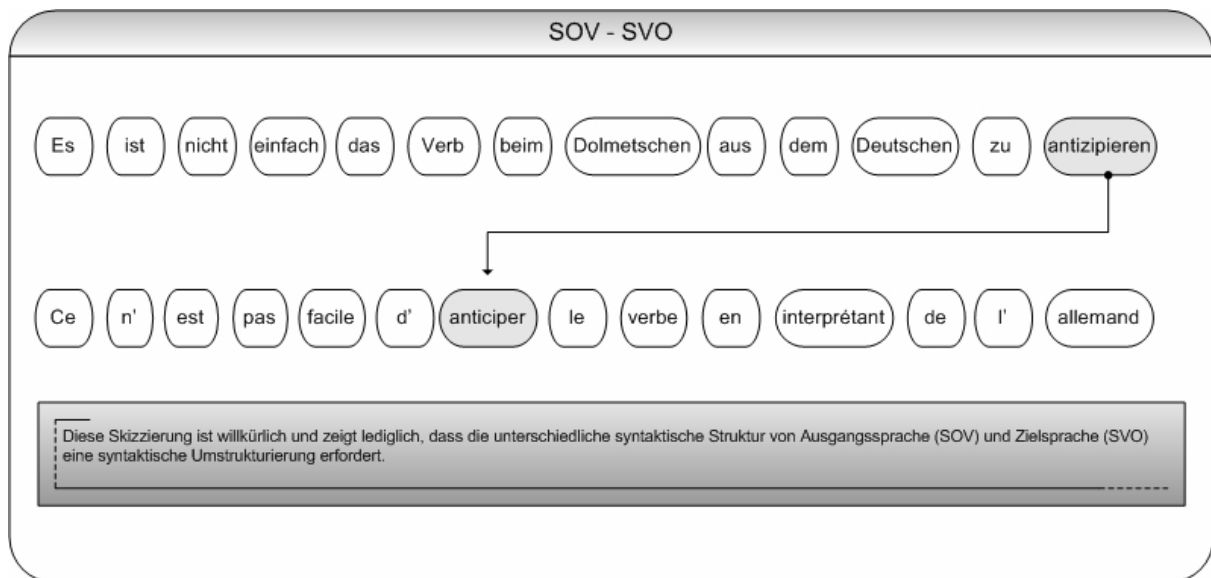 SOV - SVO
Es ist nicht einfach das Verb beim Dolmetschen aus dem Deutschen zu antizipieren
Ce n' est pas facile d' anticiper le verbe en interprétant de l' allemand
Diese Skizzierung ist willkürlich und zeigt lediglich, dass die unterschiedliche syntaktische Struktur von Ausgangssprache (SOV) und Zielsprache (SVO)
eine syntaktische Umstrukturierung erfordert.